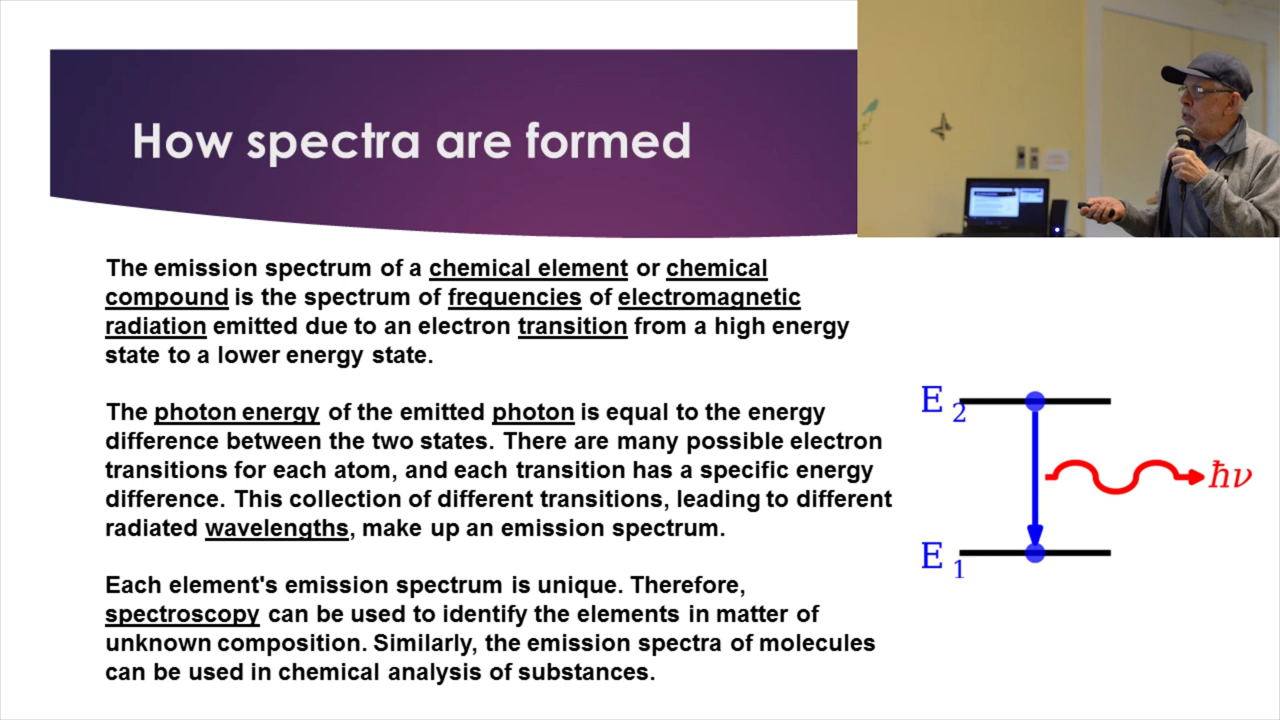 How spectra are formed
The emission spectrum of a chemical element or chemical
compound is the spectrum of frequencies of electromagnetic
radiation emitted due to an electron transition from a high energy
state to a lower energy state.
The photon energy of the emitted photon is equal to the energy
difference between the two states. There are many possible electron
transitions for each atom, and each transition has a specific energy
difference. This collection of different transitions, leading to different
radiated wavelengths, make up an emission spectrum.
Each element's emission spectrum is unique. Therefore,
spectroscopy can be used to identify the elements in matter of
unknown composition. Similarly, the emission spectra of molecules
can be used in chemical analysis of substances.
E 2
ħν
E 1